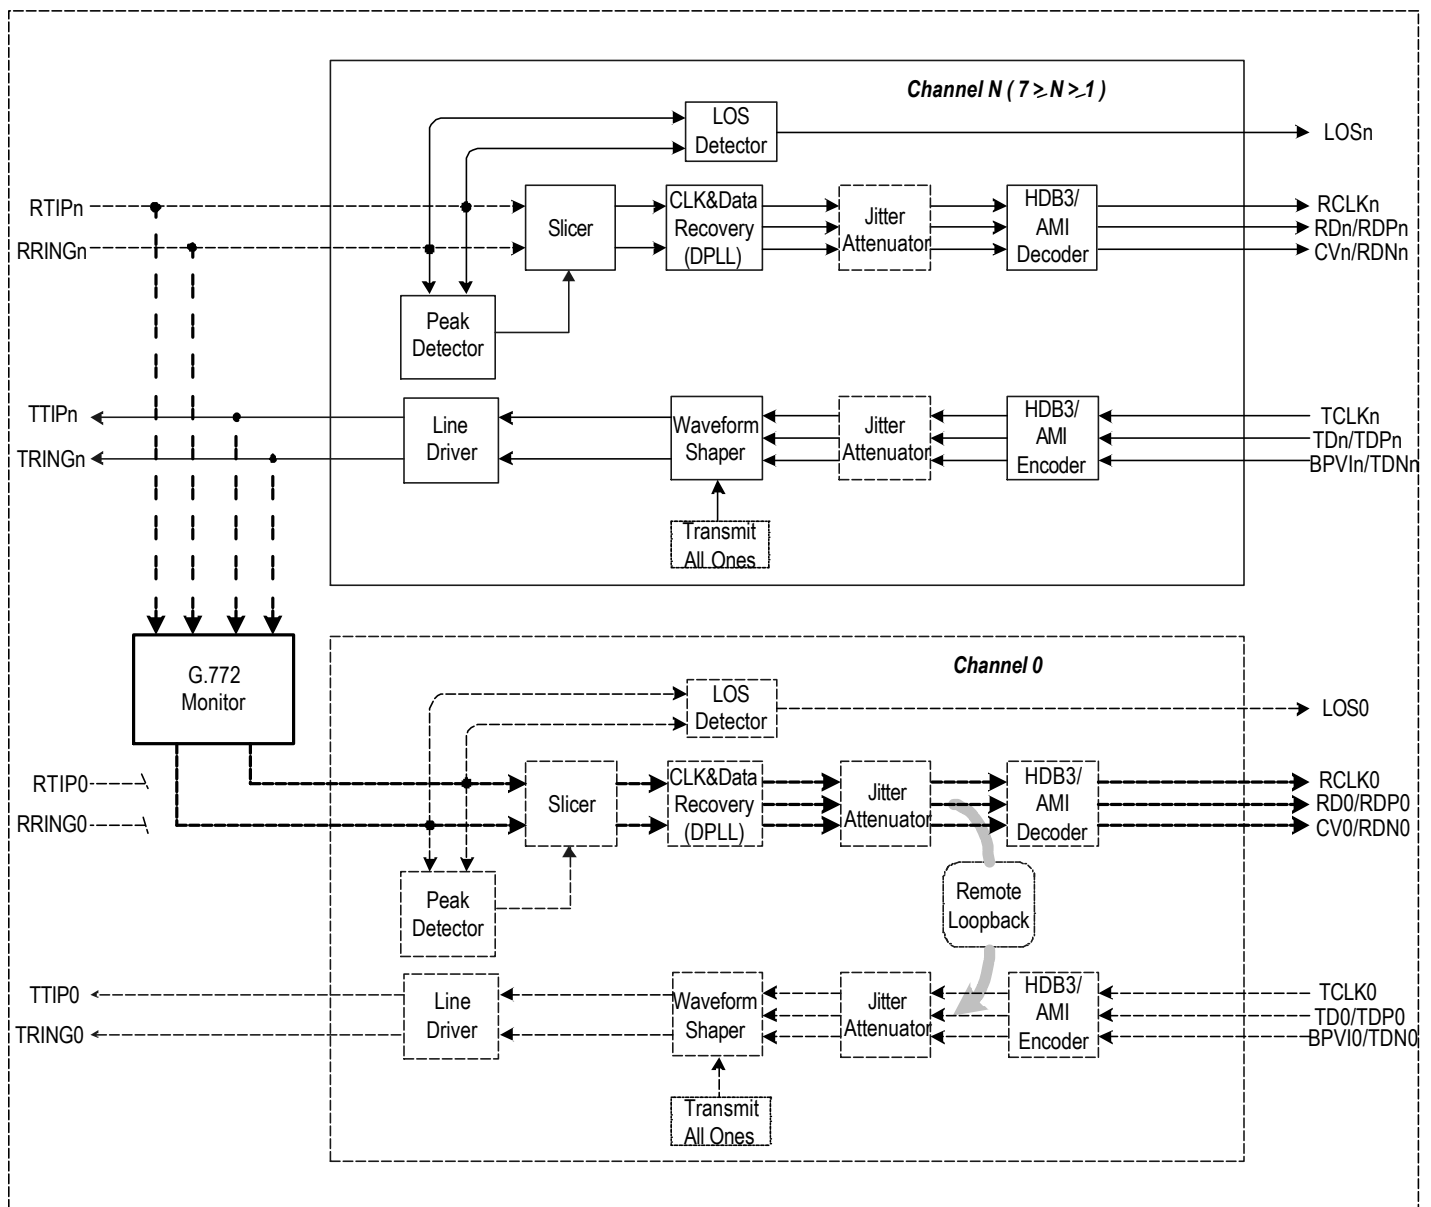 Channel N ( 7 ≥ N ≥ 1 )
LOS
Detector
LOSn
RTIPn
RRINGn
Slicer
CLK&Data
Recovery
(DPLL)
Jitter
Attenuator
HDB3/
AMI
Decoder
RCLKn
RDn/RDPn
CVn/RDNn
Peak
Detector
TTIPn
TRINGn
Line
Driver
Waveform
Shaper
Jitter
Attenuator
HDB3/
AMI
Encoder
TCLKn
TDn/TDPn
BPVIn/TDNn
Transmit
All Ones
G.772
Monitor
Channel 0
LOS
Detector
LOS0
RTIP0
RRING0
Slicer
CLK&Data
Recovery
(DPLL)
Jitter
Attenuator
HDB3/
AMI
Decoder
RCLK0
RD0/RDP0
CV0/RDN0
Peak
Detector
Remote
Loopback
TTIP0
TRING0
Line
Driver
Waveform
Shaper
Jitter
Attenuator
HDB3/
AMI
Encoder
TCLK0
TD0/TDP0
BPVI0/TDN0
Transmit
All Ones